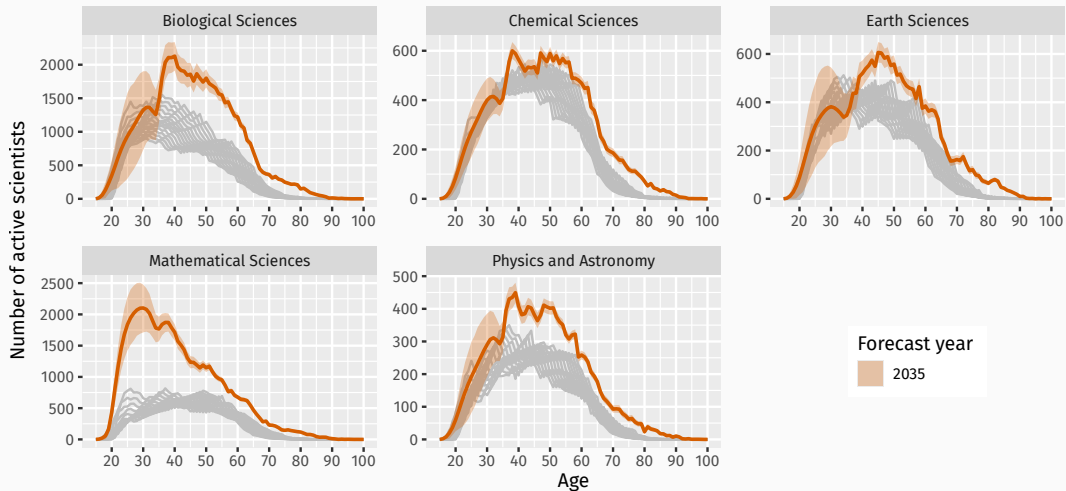 Biological Sciences
Chemical Sciences
Earth Sciences
Number of active scientists
2000
1500
1000
500
0
20 30 40 50 60 70 80 90 100
600
400
200
0
20 30 40 50 60 70 80 90 100
600
400
200
0
20 30 40 50 60 70 80 90 100
Mathematical Sciences
Physics and Astronomy
2500
2000
1500
1000
500
0
20 30 40 50 60 70 80 90 100
500
400
300
200
100
0
20 30 40 50 60 70 80 90 100
Age
Forecast year
2035